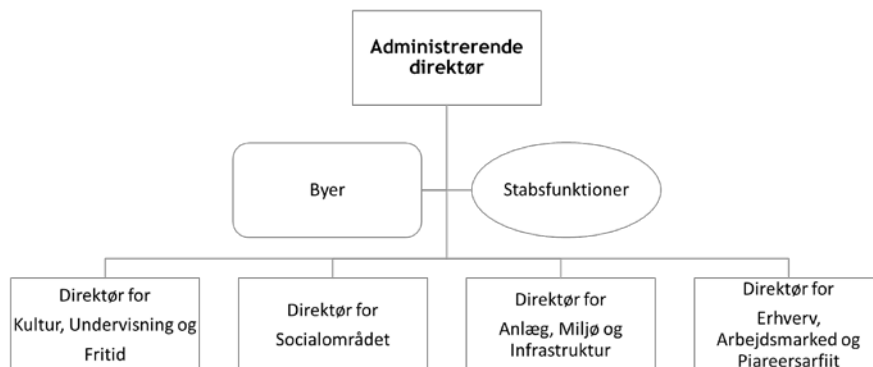 Administrerende
direktør
Byer
Stabsfunktioner
Direktør for
Kultur, Undervisning og
Fritid
Direktør for
Socialområdet
Direktør for
Anlæg, Miljø og
Infrastruktur
Direktør for
Erhverv,
Arbejdsmarked og
Piareersarfiit